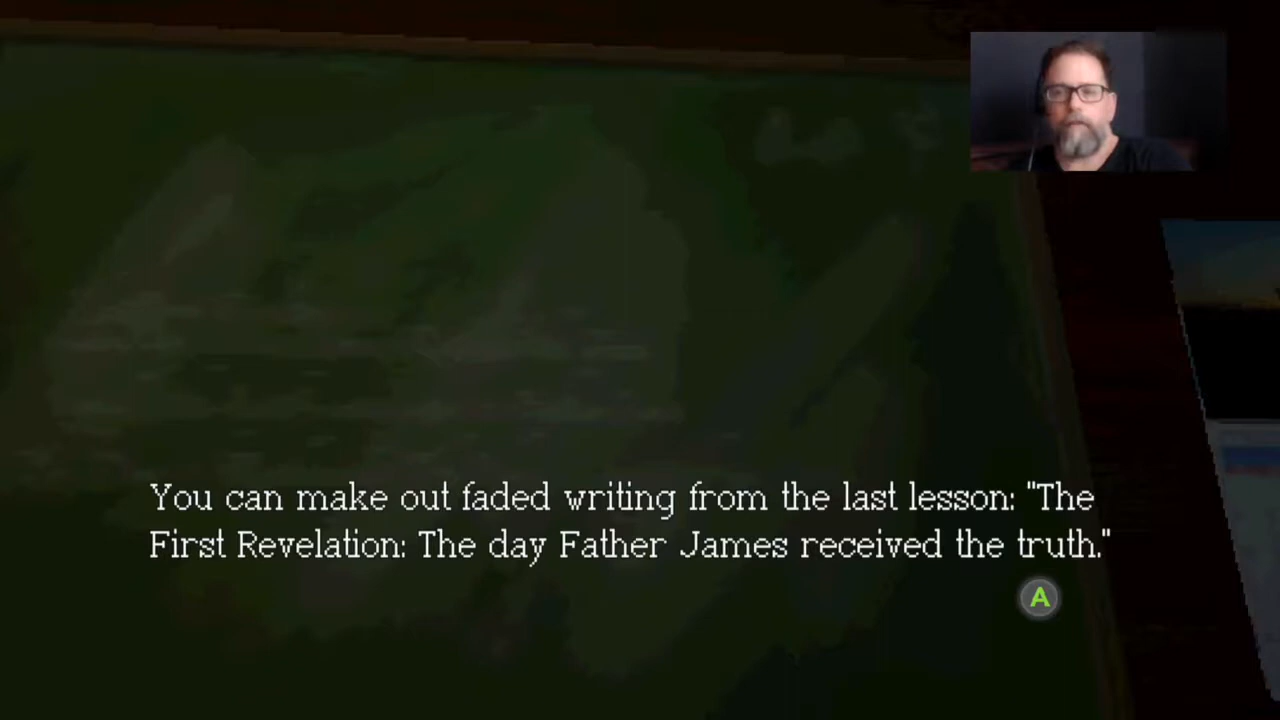 You can make out faded writing from the last lesson: "The
First Revelation: The day Father James received the truth."
A